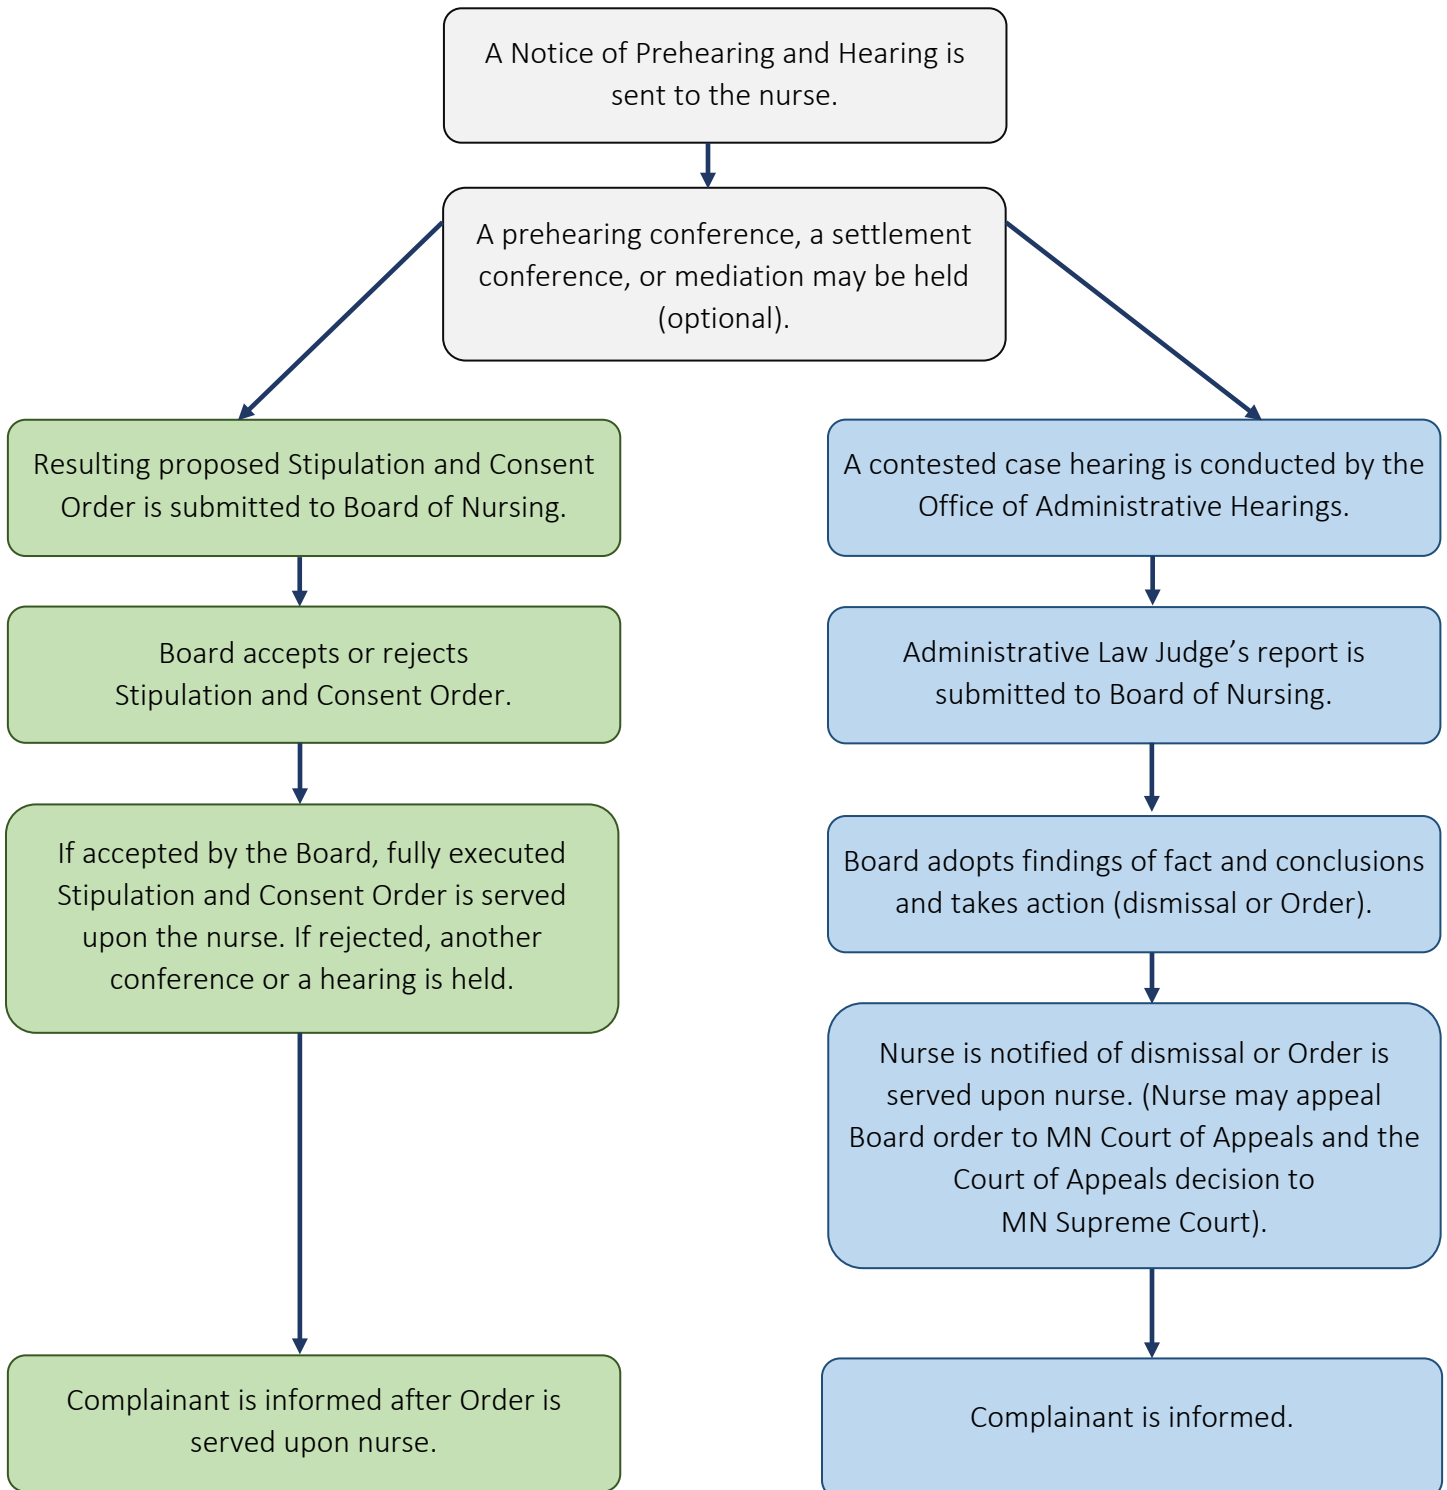 A Notice of Prehearing and Hearing is
sent to the nurse.
A prehearing conference, a settlement
conference, or mediation may be held
(optional).
Resulting proposed Stipulation and Consent
Order is submitted to Board of Nursing.
Board accepts or rejects
Stipulation and Consent Order.
If accepted by the Board, fully executed
Stipulation and Consent Order is served
upon the nurse. If rejected, another
conference or a hearing is held.
Complainant is informed after Order is
served upon nurse.
A contested case hearing is conducted by the
Office of Administrative Hearings.
Administrative Law Judge’s report is
submitted to Board of Nursing.
Board adopts findings of fact and conclusions
and takes action (dismissal or Order).
Nurse is notified of dismissal or Order is
served upon nurse. (Nurse may appeal
Board order to MN Court of Appeals and the
Court of Appeals decision to
MN Supreme Court).
Complainant is informed.